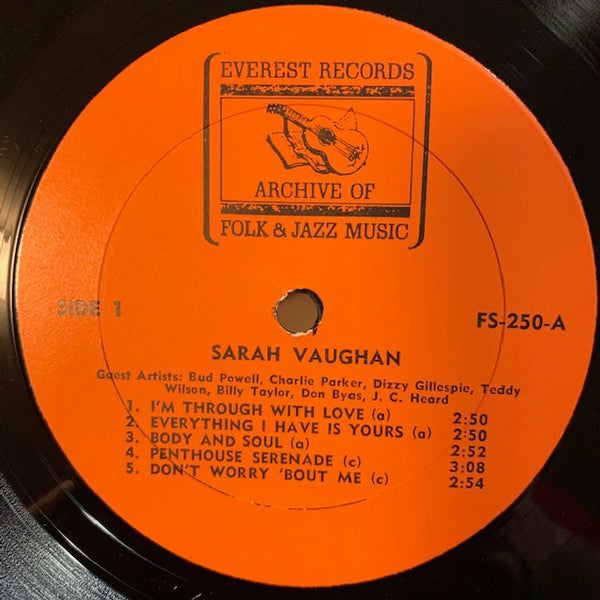 EVEREST RECORDS
ARCHIVE OF
FOLK & JAZZ MUSIC
SIDE 1
FS-250-A
SARAH VAUGHAN
Guest Artists: Bud Powell, Charlie Parker, Dizzy Gillespie, Teddy
Wilson, Billy Taylor, Don Byas, J. C. Heard
1. I'M THROUGH WITH LOVE (a) 2:50
2. EVERYTHING I HAVE IS YOURS (a) 2:50
3. BODY AND SOUL (a) 2:52
4. PENTHOUSE SERENADE (c) 3:08
5. DON'T WORRY 'BOUT ME (c) 2:54